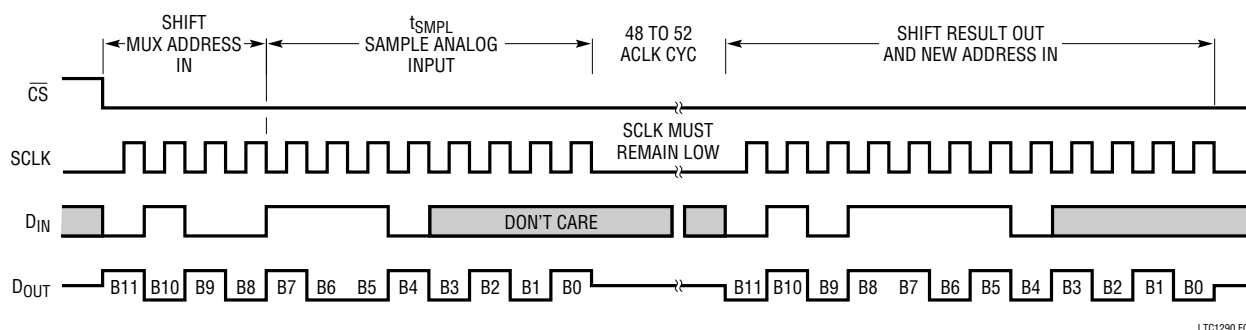 SHIFT
MUX ADDRESS
IN
tSMPL
SAMPLE ANALOG
INPUT
48 TO 52
ACLK CYC
SHIFT RESULT OUT
AND NEW ADDRESS IN
CS
SCLK
SCLK MUST
REMAIN LOW
DIN
DON'T CARE
DOUT
B11 B10 B9 B8 B7 B6 B5 B4 B3 B2 B1 B0
B11 B10 B9 B8 B7 B6 B5 B4 B3 B2 B1 B0